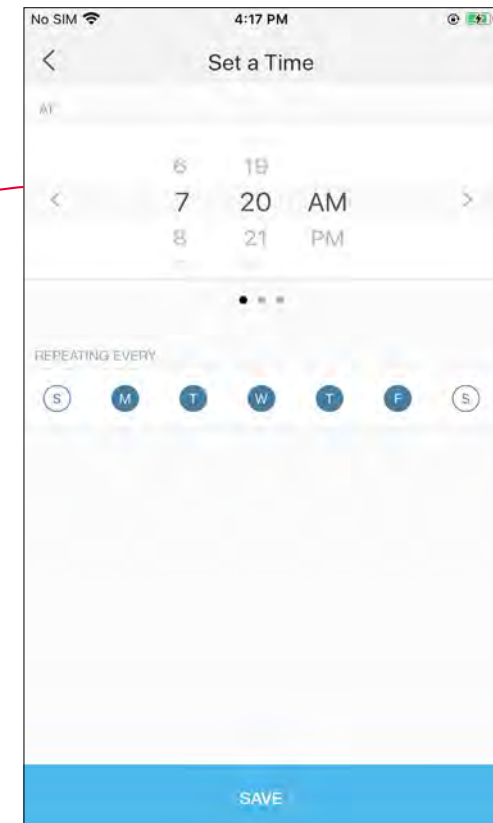 No SIM 4:17 PM
Set a Time
AT
6 19
7 20 AM
8 21 PM
REPEATING EVERY
S M T W T F S
SAVE